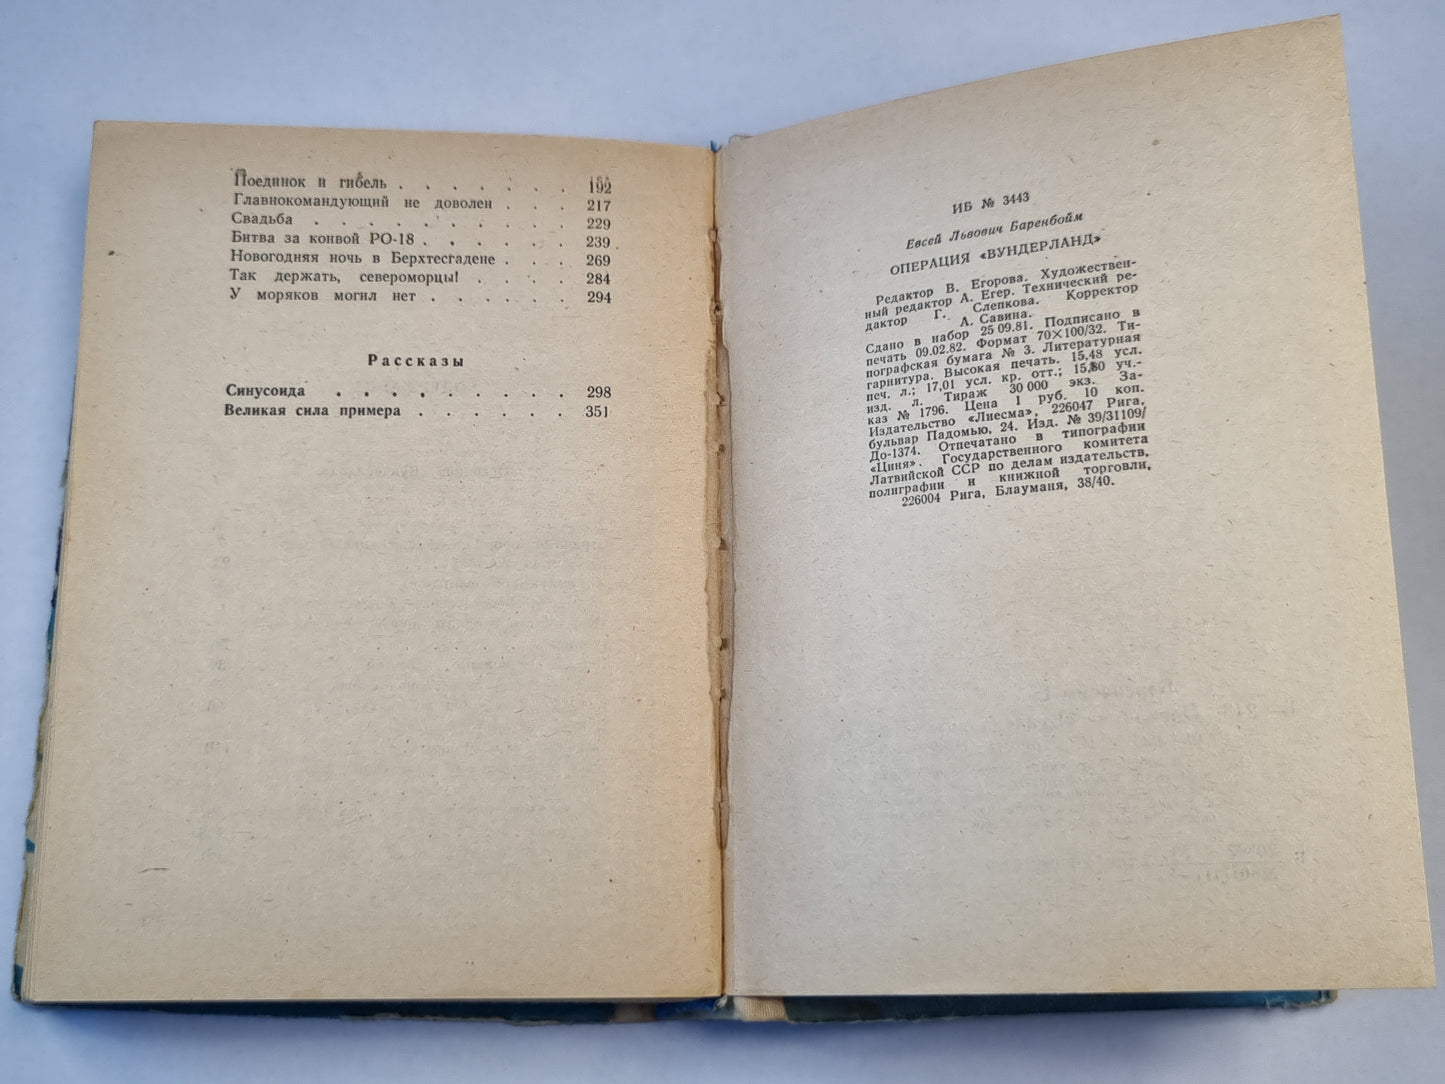 Поединок и гибель . . . . . . . 192
Главнокомандующий не доволен . . . 217
Свадьба . . . . . . . . . . 229
Битва за конвой РО-18 . . . . . . 239
Новогодняя ночь в Берхтесгадене . . . 269
Так держать, североморцы! . . . . 284
У моряков могил нет . . . . . . 294
Рассказы
Синусоида . . . . . . . . . 298
Великая сила примера . . . . . . 351
ИБ № 3443
Евсей Львович Баренбойм
ОПЕРАЦИЯ «ВУНДЕРЛАНД»
Редактор В. Егорова. Художествен-
ный редактор А. Егер. Технический ре-
дактор Г. Слепкова. Корректор
А. Савина.
Сдано в набор 25 09.81. Подписано в
печать 09.02.82. Формат 70×100/32. Ти-
пографская бумага № 3. Литературная
гарнитура. Высокая печать. 15,48 усл.
печ. л.; 17,01 усл. кр. отт.; 15,80 уч.-
изд. л. Тираж 30 000 экз. За-
каз № 1796. Цена 1 руб. 10 коп.
Издательство «Лиесма», 226047 Рига,
бульвар Падомью, 24. Изд. № 39/31109/
До-1374. Отпечатано в типографии
«Циня». Государственного комитета
Латвийской ССР по делам издательств,
полиграфии и книжной торговли,
226004 Рига, Блауманя, 38/40.